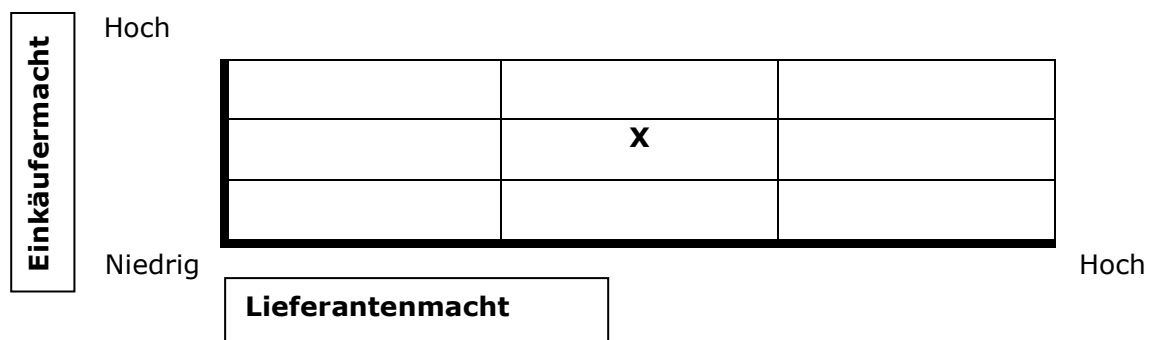 Hoch
Einkäufermacht
X
Niedrig
Hoch
Lieferantenmacht